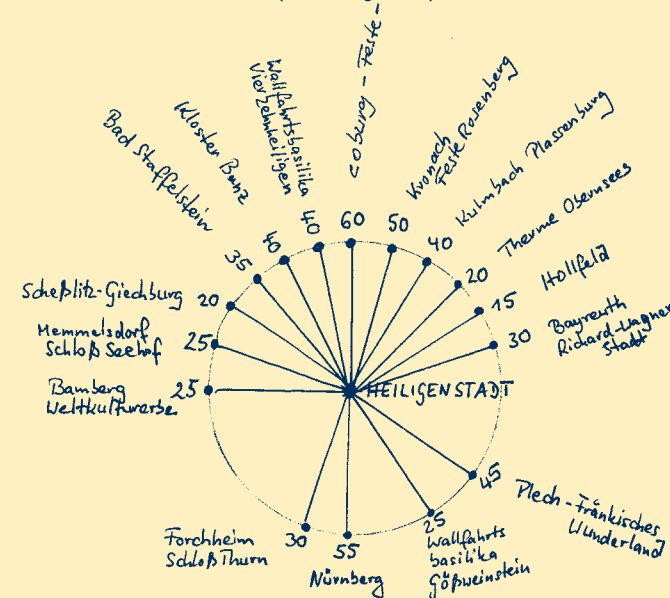 Coburg - Feste -
Wallfahrtsbasilika
Vierzehnheiligen
Kloster Banz
Bad Staffelstein
Kronach
Feste Rosenberg
Kulmbach Plassenburg
Therme Obernsees
Hollfeld
Bayreuth
Richard-Wagner
Stadt
35
40
40
60
50
40
20
15
30
Scheßlitz-Giechburg 20
Memmelsdorf
Schloß Seehof 25
Bamberg 25
Weltkulturerbe
HEILIGENSTADT
45
Plech-Fränkisches
Wunderland
25
Wallfahrts
basilika
Gößweinstein
55
Nürnberg
30
Forchheim
Schloß Thurn